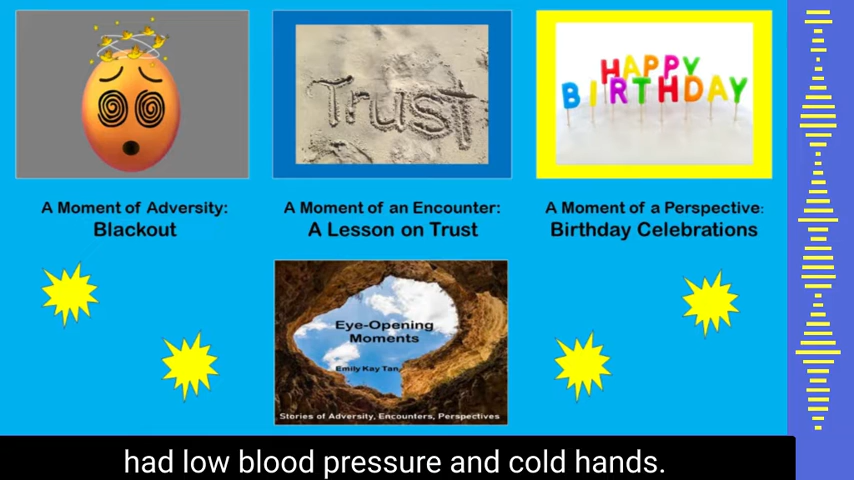 Trust
HAPPY
BIRTHDAY
A Moment of Adversity:
Blackout
A Moment of an Encounter:
A Lesson on Trust
A Moment of a Perspective:
Birthday Celebrations
Eye-Opening
Moments
Emily Kay Tan
Stories of Adversity, Encounters, Perspectives
had low blood pressure and cold hands.